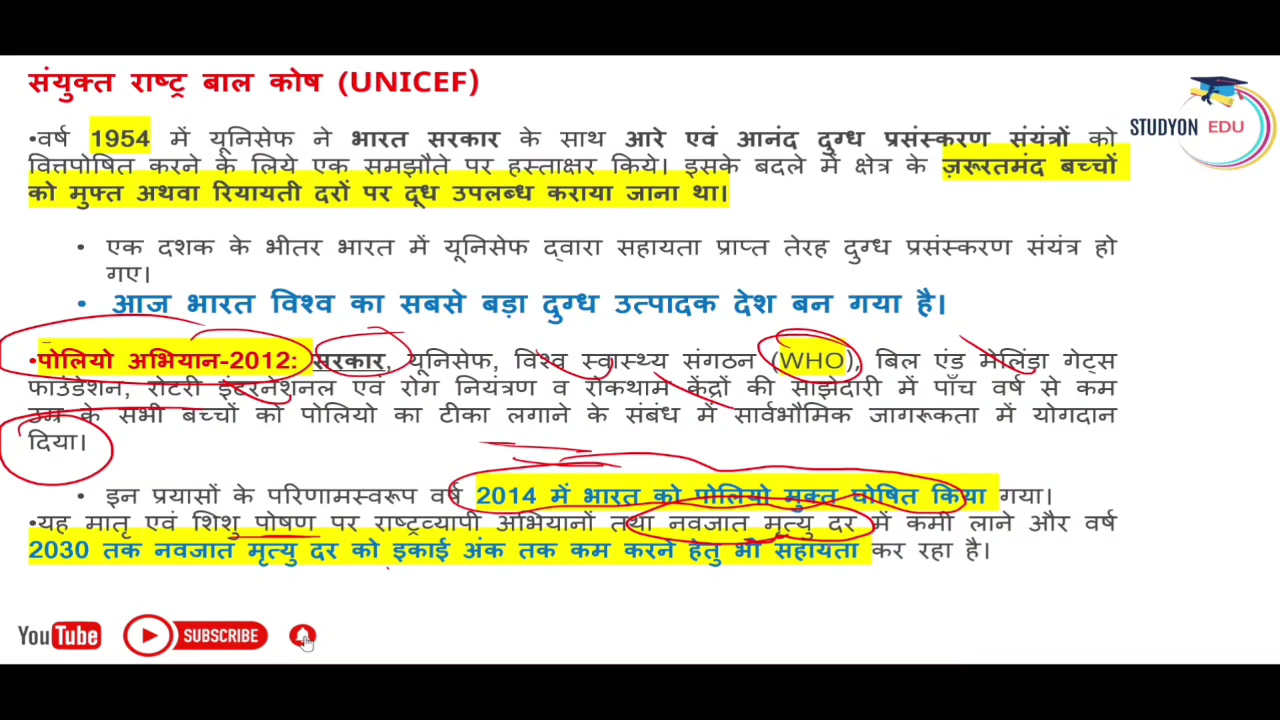 संयुक्त राष्ट्र बाल कोष (UNICEF)
STUDYON EDU
•वर्ष 1954 में यूनिसेफ ने भारत सरकार के साथ आरे एवं आनंद दुग्ध प्रसंस्करण संयंत्रों को
वित्तपोषित करने के लिये एक समझौते पर हस्ताक्षर किये। इसके बदले में क्षेत्र के ज़रूरतमंद बच्चों
को मुफ्त अथवा रियायती दरों पर दूध उपलब्ध कराया जाना था।
• एक दशक के भीतर भारत में यूनिसेफ द्वारा सहायता प्राप्त तेरह दुग्ध प्रसंस्करण संयंत्र हो
गए।
• आज भारत विश्व का सबसे बड़ा दुग्ध उत्पादक देश बन गया है।
•पोलियो अभियान-2012: सरकार, यूनिसेफ, विश्व स्वास्थ्य संगठन (WHO), बिल एंड मेलिंडा गेट्स
फाउंडेशन, रोटरी इंटरनेशनल एवं रोग नियंत्रण व रोकथाम केंद्रों की साझेदारी में पाँच वर्ष से कम
उम्र के सभी बच्चों को पोलियो का टीका लगाने के संबंध में सार्वभौमिक जागरूकता में योगदान
दिया।
• इन प्रयासों के परिणामस्वरूप वर्ष 2014 में भारत को पोलियो मुक्त घोषित किया गया।
•यह मातृ एवं शिशु पोषण पर राष्ट्रव्यापी अभियानों तथा नवजात मृत्यु दर में कमी लाने और वर्ष
2030 तक नवजात मृत्यु दर को इकाई अंक तक कम करने हेतु भी सहायता कर रहा है।
YouTube SUBSCRIBE